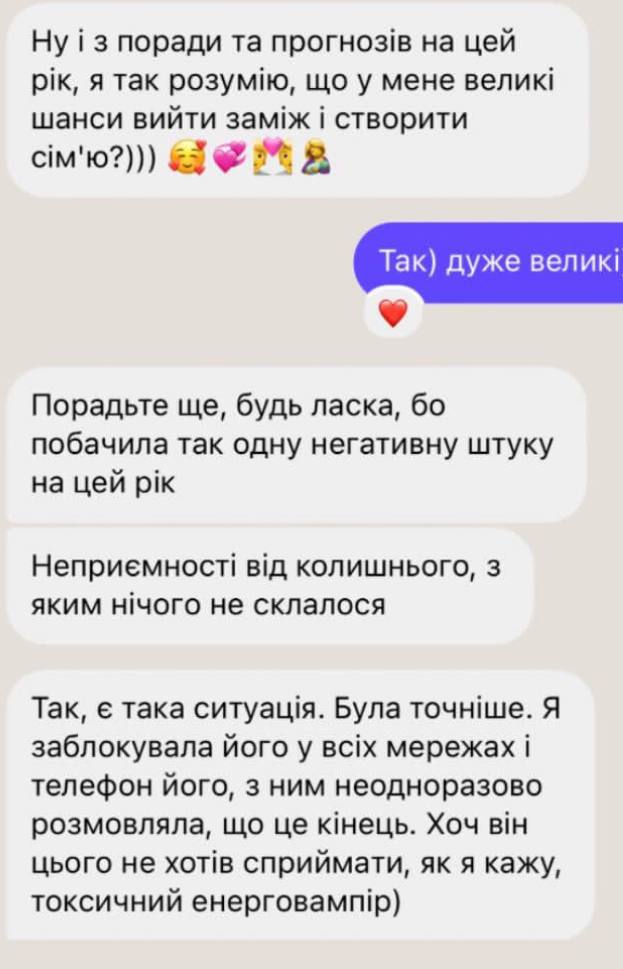 Ну і з поради та прогнозів на цей
рік, я так розумію, що у мене великі
шанси вийти заміж і створити
сім'ю?)))
Так) дуже великі)
Порадьте ще, будь ласка, бо
побачила так одну негативну штуку
на цей рік
Неприємності від колишнього, з
яким нічого не склалося
Так, є така ситуація. Була точніше. Я
заблокувала його у всіх мережах і
телефон його, з ним неодноразово
розмовляла, що це кінець. Хоч він
цього не хотів сприймати, як я кажу,
токсичний енерговампір)